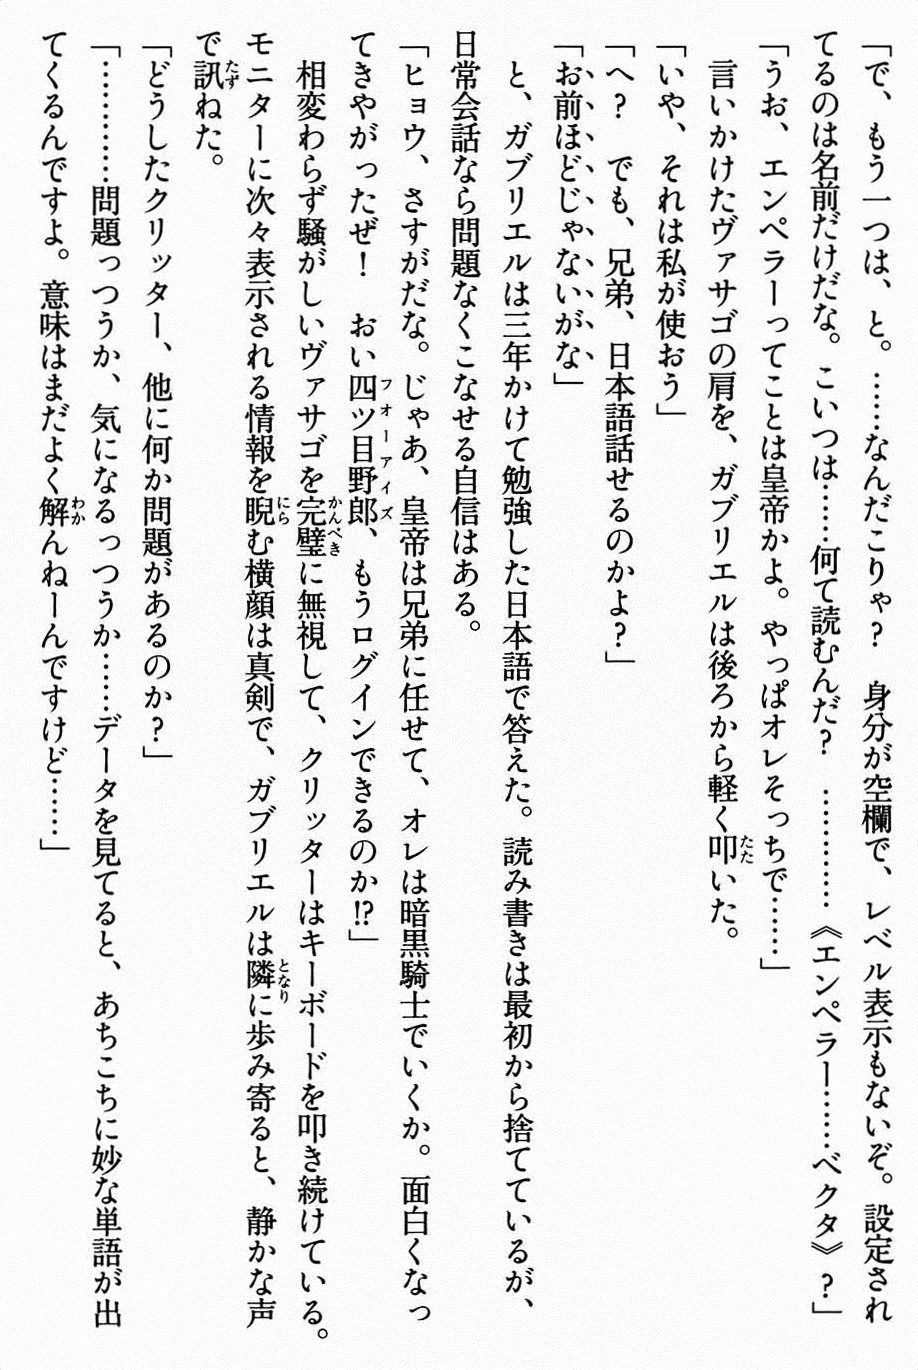 「で、もう一つは、と。……なんだこりゃ？　身分が空欄で、レベル表示もないぞ。設定され
てるのは名前だけだな。こいつは……何て読むんだ？　…………《エンペラー……ベクタ》？」
「うお、エンペラーってことは皇帝かよ。やっぱオレそっちで……」
　言いかけたヴァサゴの肩を、ガブリエルは後ろから軽く叩いた。
「いや、それは私が使おう」
「へ？　でも、兄弟、日本語話せるのかよ？」
「お前ほどじゃないがな」
　と、ガブリエルは三年かけて勉強した日本語で答えた。読み書きは最初から捨てているが、
日常会話なら問題なくこなせる自信はある。
「ヒョウ、さすがだな。じゃあ、皇帝は兄弟に任せて、オレは暗黒騎士でいくか。面白くなっ
てきやがったぜ！　おい四ツ目野郎、もうログインできるのか!?」
　相変わらず騒がしいヴァサゴを完璧に無視して、クリッターはキーボードを叩き続けている。
モニターに次々表示される情報を睨む横顔は真剣で、ガブリエルは隣に歩み寄ると、静かな声
で訊ねた。
「どうしたクリッター、他に何か問題があるのか？」
「…………問題っつうか、気になるっつうか……データを見てると、あちこちに妙な単語が出
てくるんですよ。意味はまだよく解んねーんですけど……」